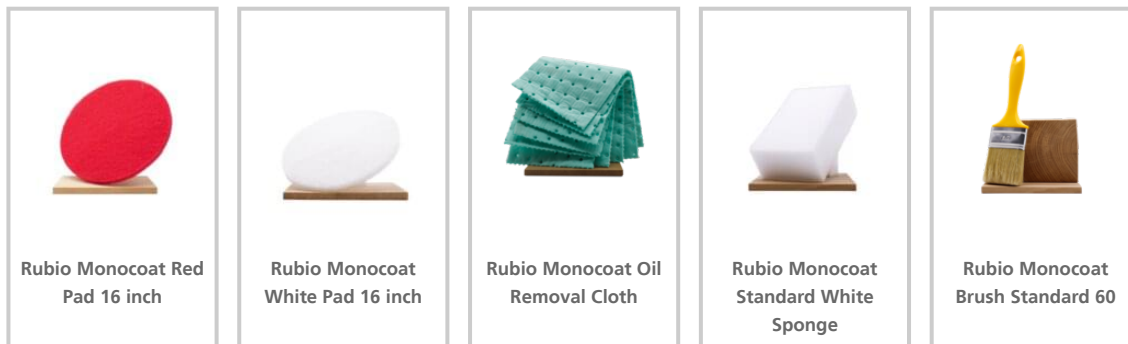 Rubio Monocoat Red
Pad 16 inch
Rubio Monocoat
White Pad 16 inch
Rubio Monocoat Oil
Removal Cloth
Rubio Monocoat
Standard White
Sponge
Rubio Monocoat
Brush Standard 60